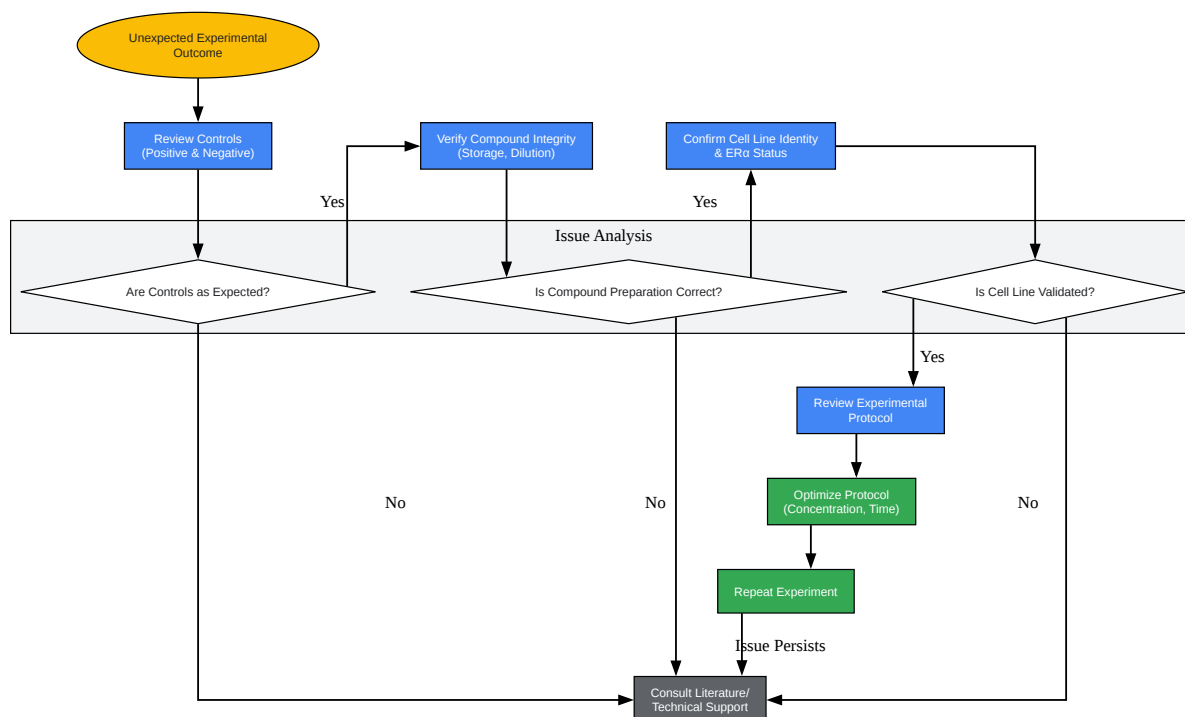 Unexpected Experimental
Outcome
Review Controls
(Positive & Negative)
Verify Compound Integrity
(Storage, Dilution)
Confirm Cell Line Identity
& ERα Status
Yes
Yes
Issue Analysis
Are Controls as Expected?
Is Compound Preparation Correct?
Is Cell Line Validated?
Yes
Review Experimental
Protocol
No
No
Optimize Protocol
(Concentration, Time)
No
Repeat Experiment
Issue Persists
Consult Literature/
Technical Support